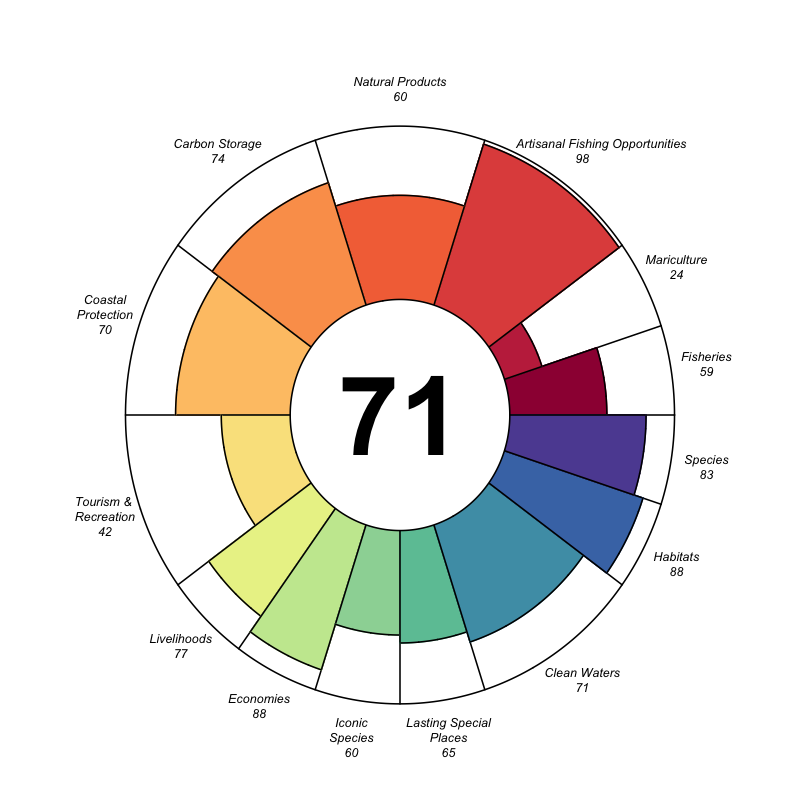 Natural Products
60
Artisanal Fishing Opportunities
98
Mariculture
24
Fisheries
59
Species
83
Habitats
88
Clean Waters
71
Lasting Special
Places
65
Iconic
Species
60
Economies
88
Livelihoods
77
Tourism &
Recreation
42
Coastal
Protection
70
Carbon Storage
74
71